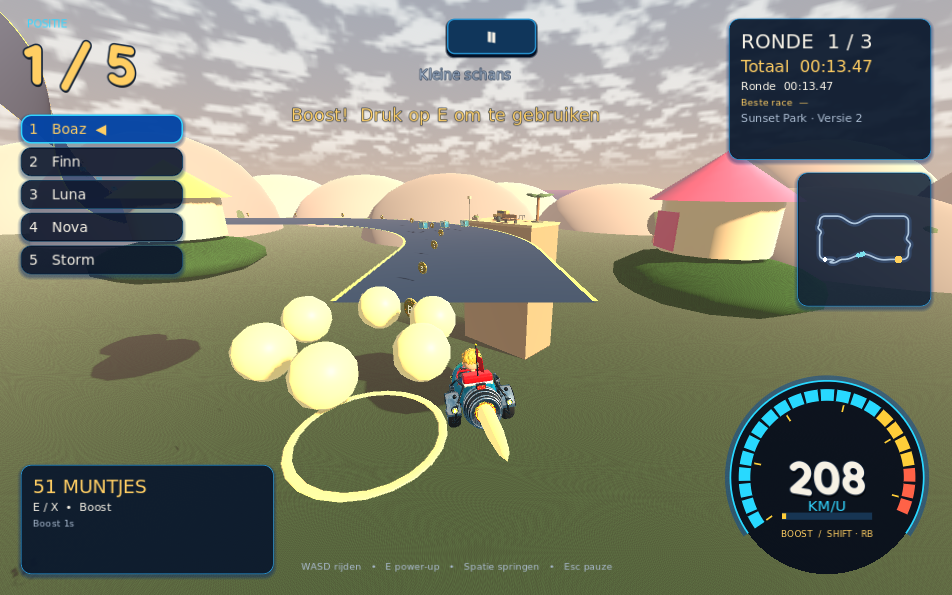 POSITIE
1 / 5
1 Boaz ◀
2 Finn
3 Luna
4 Nova
5 Storm
Kleine schans
Boost! Druk op E om te gebruiken
RONDE 1 / 3
Totaal 00:13.47
Ronde 00:13.47
Beste race —
Sunset Park · Versie 2
51 MUNTJES
E / X • Boost
Boost 1s
208
KM/U
BOOST / SHIFT · RB
WASD rijden • E power-up • Spatie springen • Esc pauze